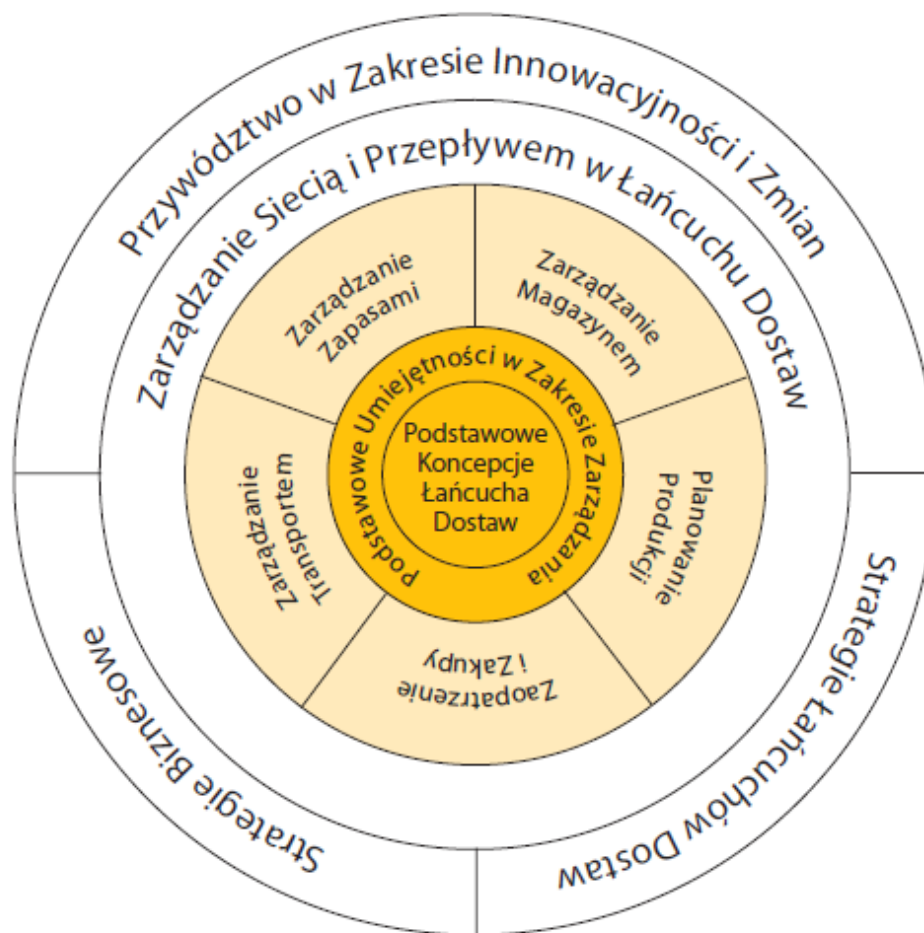 Przywództwo w Zakresie Innowacyjności i Zmian
Zarządzanie Siecią i Przepływem w Łańcuchu Dostaw
Zarządzanie
Zapasami
Zarządzanie
Magazynem
podstawowe Umiejętności w Zakresie Zarządzania
Podstawowe
Koncepcje
Łańcucha
Dostaw
Zarządzanie
Transportem
Planowanie
Produkcji
Zaopatrzenie
i Zakupy
Strategie Biznesowe
Strategie Łańcuchów Dostaw